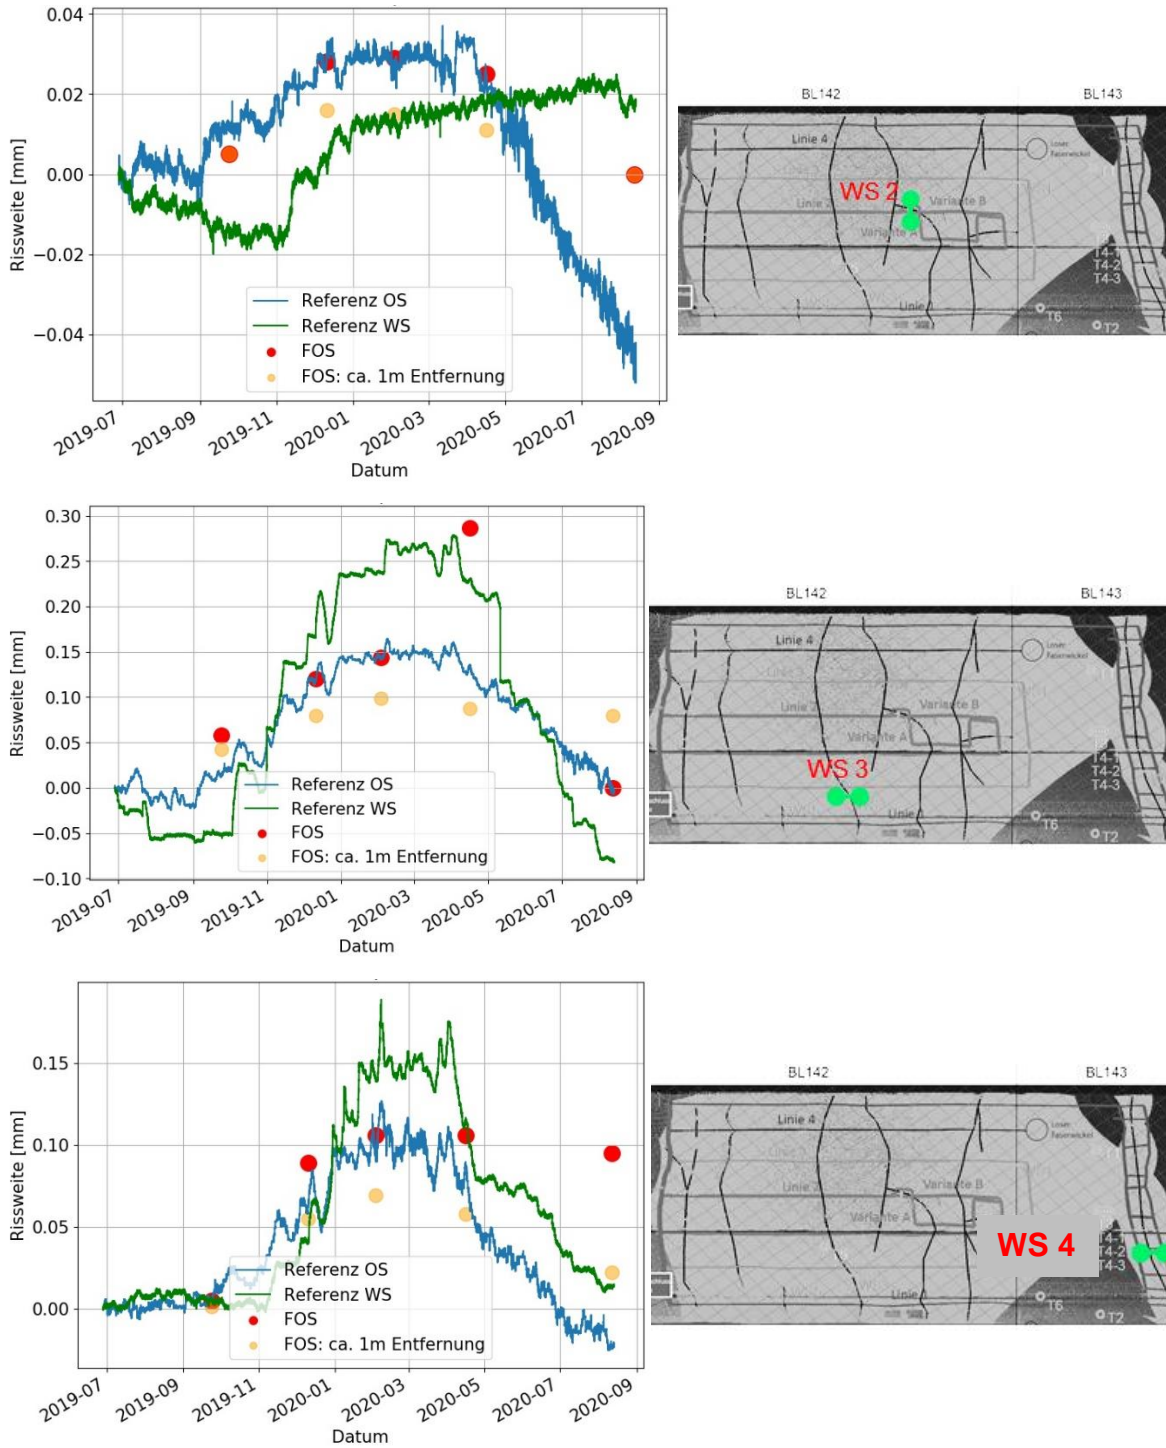 0.04
0.02
0.00
−0.02
−0.04
Rissweite [mm]
Referenz OS
Referenz WS
FOS
FOS: ca. 1m Entfernung
2019-07
2019-09
2019-11
2020-01
2020-03
2020-05
2020-07
2020-09
Datum
BL142
BL143
Linie 4
Loser
Faserwickel
WS 2
Variante B
Variante A
T4-2
T4-3
T6
T2
0.30
0.25
0.20
0.15
0.10
0.05
0.00
−0.05
−0.10
Rissweite [mm]
Referenz OS
Referenz WS
FOS
FOS: ca. 1m Entfernung
2019-07
2019-09
2019-11
2020-01
2020-03
2020-05
2020-07
2020-09
Datum
BL142
BL143
Linie 4
Loser
Faserwickel
Variante B
Variante A
WS 3
T4-2
T4-3
T6
T2
0.15
0.10
0.05
0.00
Rissweite [mm]
Referenz OS
Referenz WS
FOS
FOS: ca. 1m Entfernung
2019-07
2019-09
2019-11
2020-01
2020-03
2020-05
2020-07
2020-09
Datum
BL142
BL143
Linie 4
Loser
Faserwickel
Variante B
Variante A
WS 4
T4-2
T4-3
T6
T2